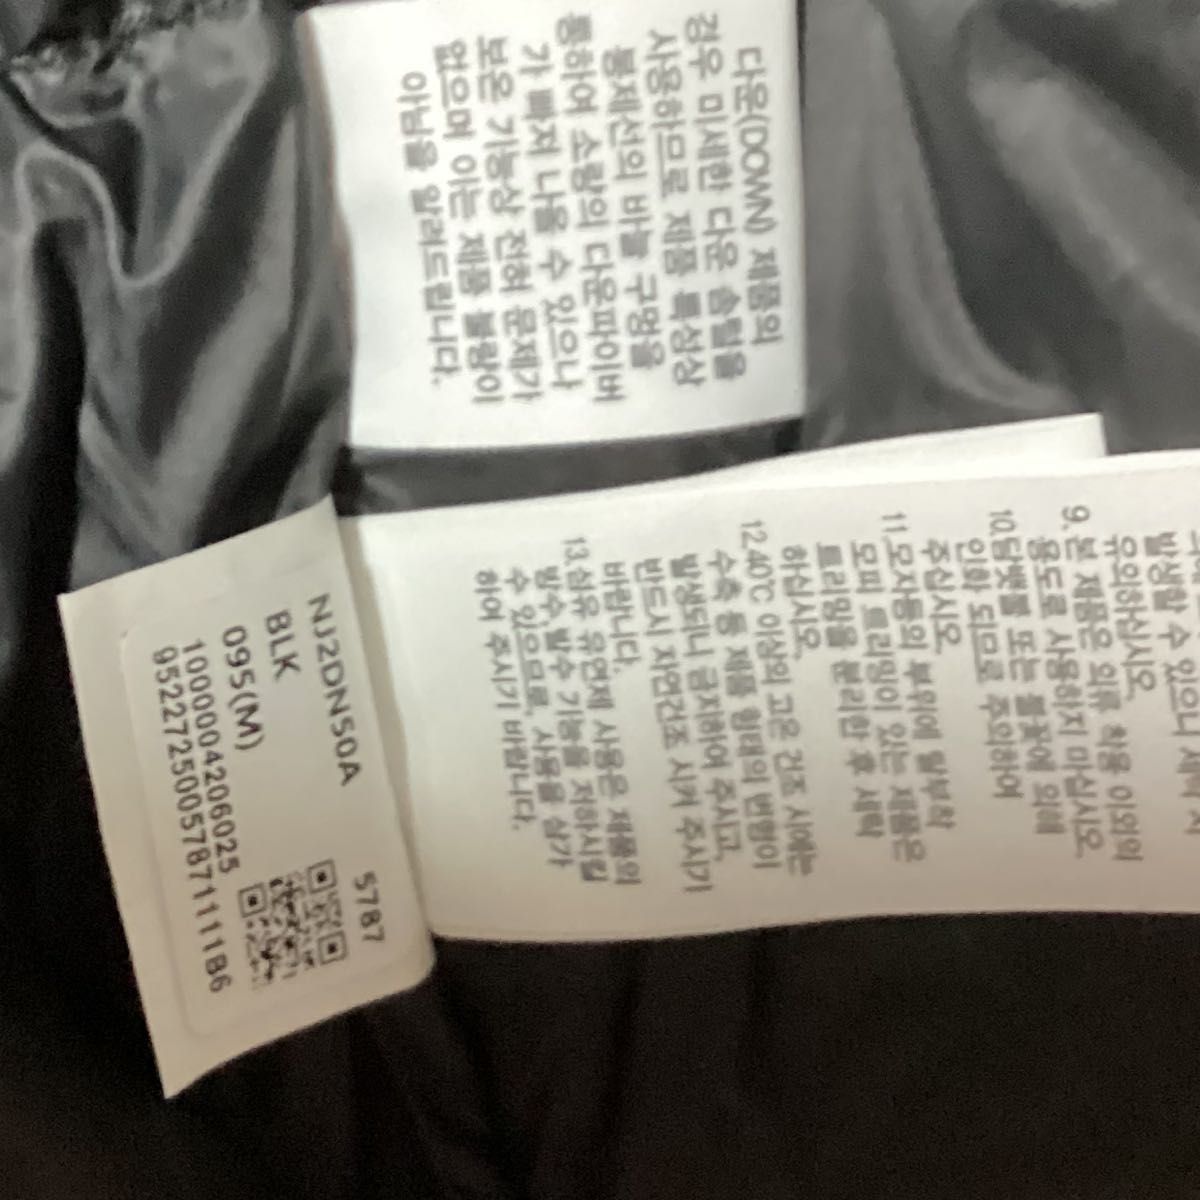 다운(DOWN) 제품의
경우 미세한 다운 솜털을
사용하므로 제품 특성상
봉제선의 바늘 구멍을
통하여 소량의 다운파이버
가 빠져 나올 수 있으나
본은 기능상 전혀 문제가
없으며 이는 제품 불량이
아님을 알려드립니다.
발생할 수 있으니 세탁 시
유의하십시오.
9. 본 제품은 의류 착용 이외의
용도로 사용하지 마십시오.
10. 담뱃불 또는 불꽃에 의해
인화 되므로 주의하여
주십시오.
11. 모자등의 부위에 탈부착
모피 트리밍이 있는 제품은
트리밍을 분리한 후 세탁
하십시오.
12. 40℃ 이상의 고온 건조 시에는
수축 등 제품 형태의 변형이
발생되니 금지하여 주시고,
반드시 자연건조 시켜 주시기
바랍니다.
13. 섬유 유연제 사용은 제품의
방수, 발수 기능을 저하시킬
수 있으므로, 사용을 삼가
하여 주시기 바랍니다.
NJ2DN50A 5787
BLK
095(M)
1000004206025
9522725005787111186